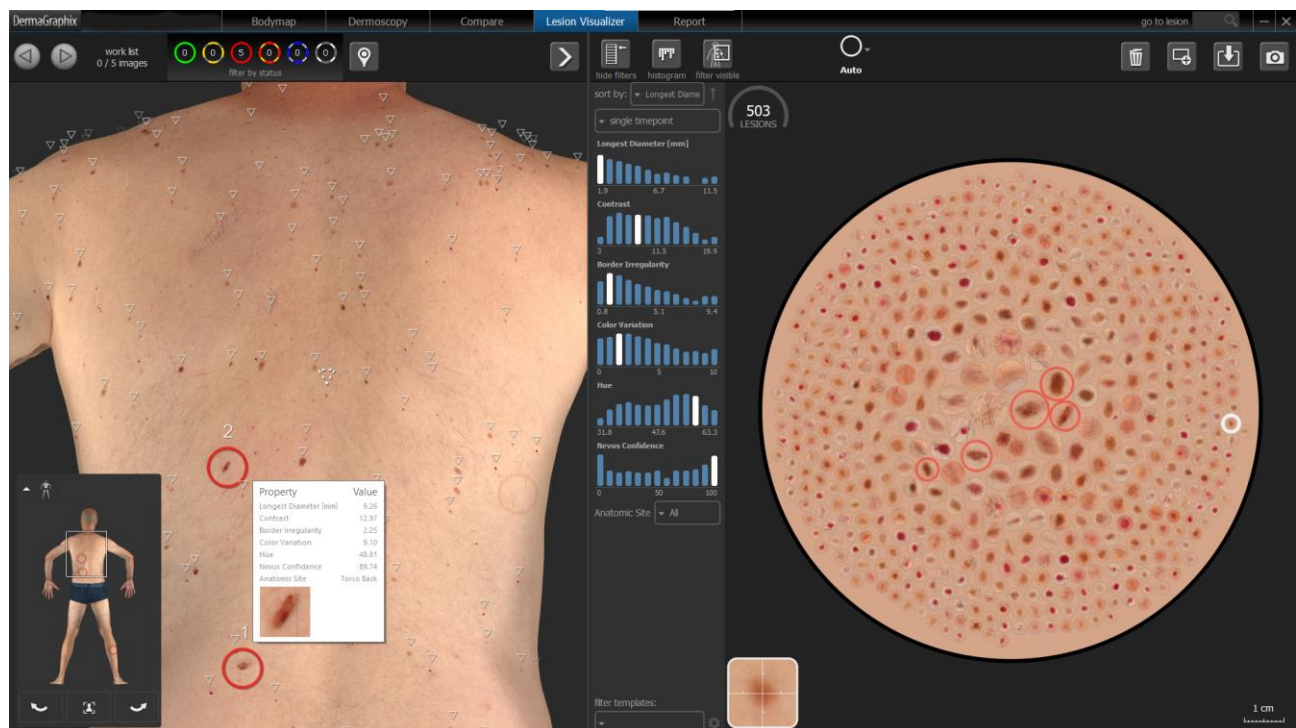 DermaGraphix
Bodymap
Dermoscopy
Compare
Lesion Visualizer
Report
go to lesion
work list
0 / 5 images
0 0 5 0 0 0
filter by status
hide filters
histogram
filter visible
Auto
sort by:
Longest Diame
single timepoint
503
LESIONS
Longest Diameter [mm]
1.9 6.7 11.5
Contrast
3 11.5 19.9
Border Irregularity
0.8 5.1 9.4
Color Variation
0 5 10
Hue
31.8 47.6 63.3
Nevus Confidence
0 50 100
Anatomic Site
All
2
Property Value
Longest Diameter [mm] 9.26
Contrast 12.97
Border Irregularity 2.25
Color Variation 9.10
Hue 48.81
Nevus Confidence 89.74
Anatomic Site Torso Back
1
filter templates:
1 cm